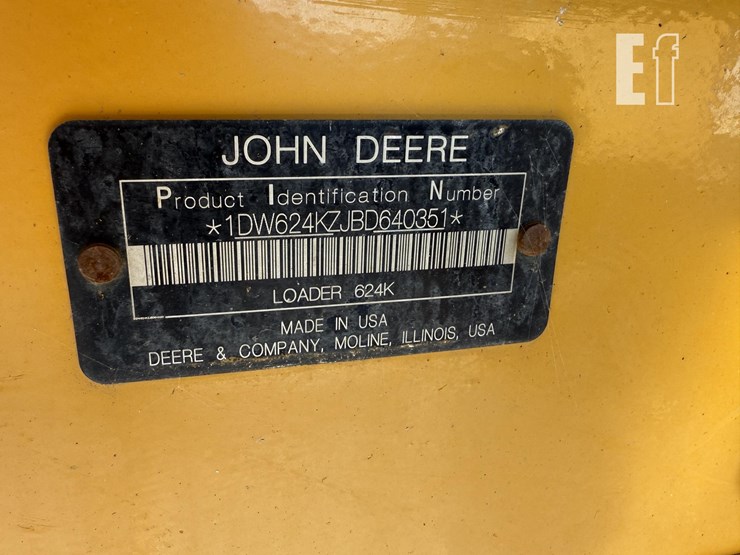 Ef
JOHN DEERE
Product Identification Number
*1DW624KZJBD640351*
LOADER 624K
MADE IN USA
DEERE & COMPANY, MOLINE, ILLINOIS, USA